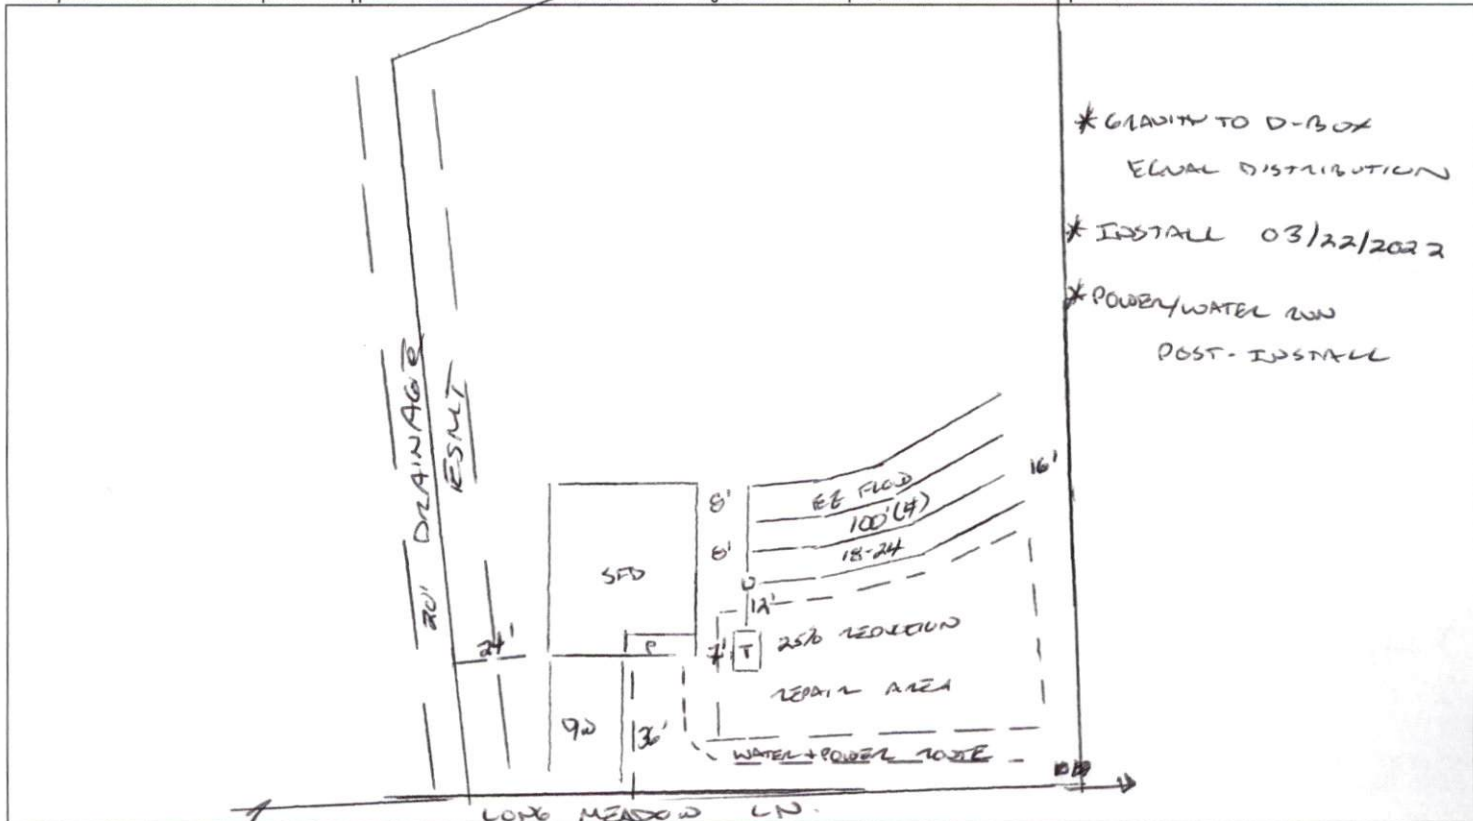 * GRAVITY TO D-BOX
EQUAL DISTRIBUTION
* INSTALL 03/22/2022
* POWER/WATER RUN
POST-INSTALL
20' DRAINAGE
ESMT
16'
8'
EZ FLOW
100'(4)
8'
18-24
SFD
D
12'
24'
P
7'
T
25% REDUCTION
REPAIR AREA
DW
36'
WATER + POWER ROUTE
LONG MEADOW LN.